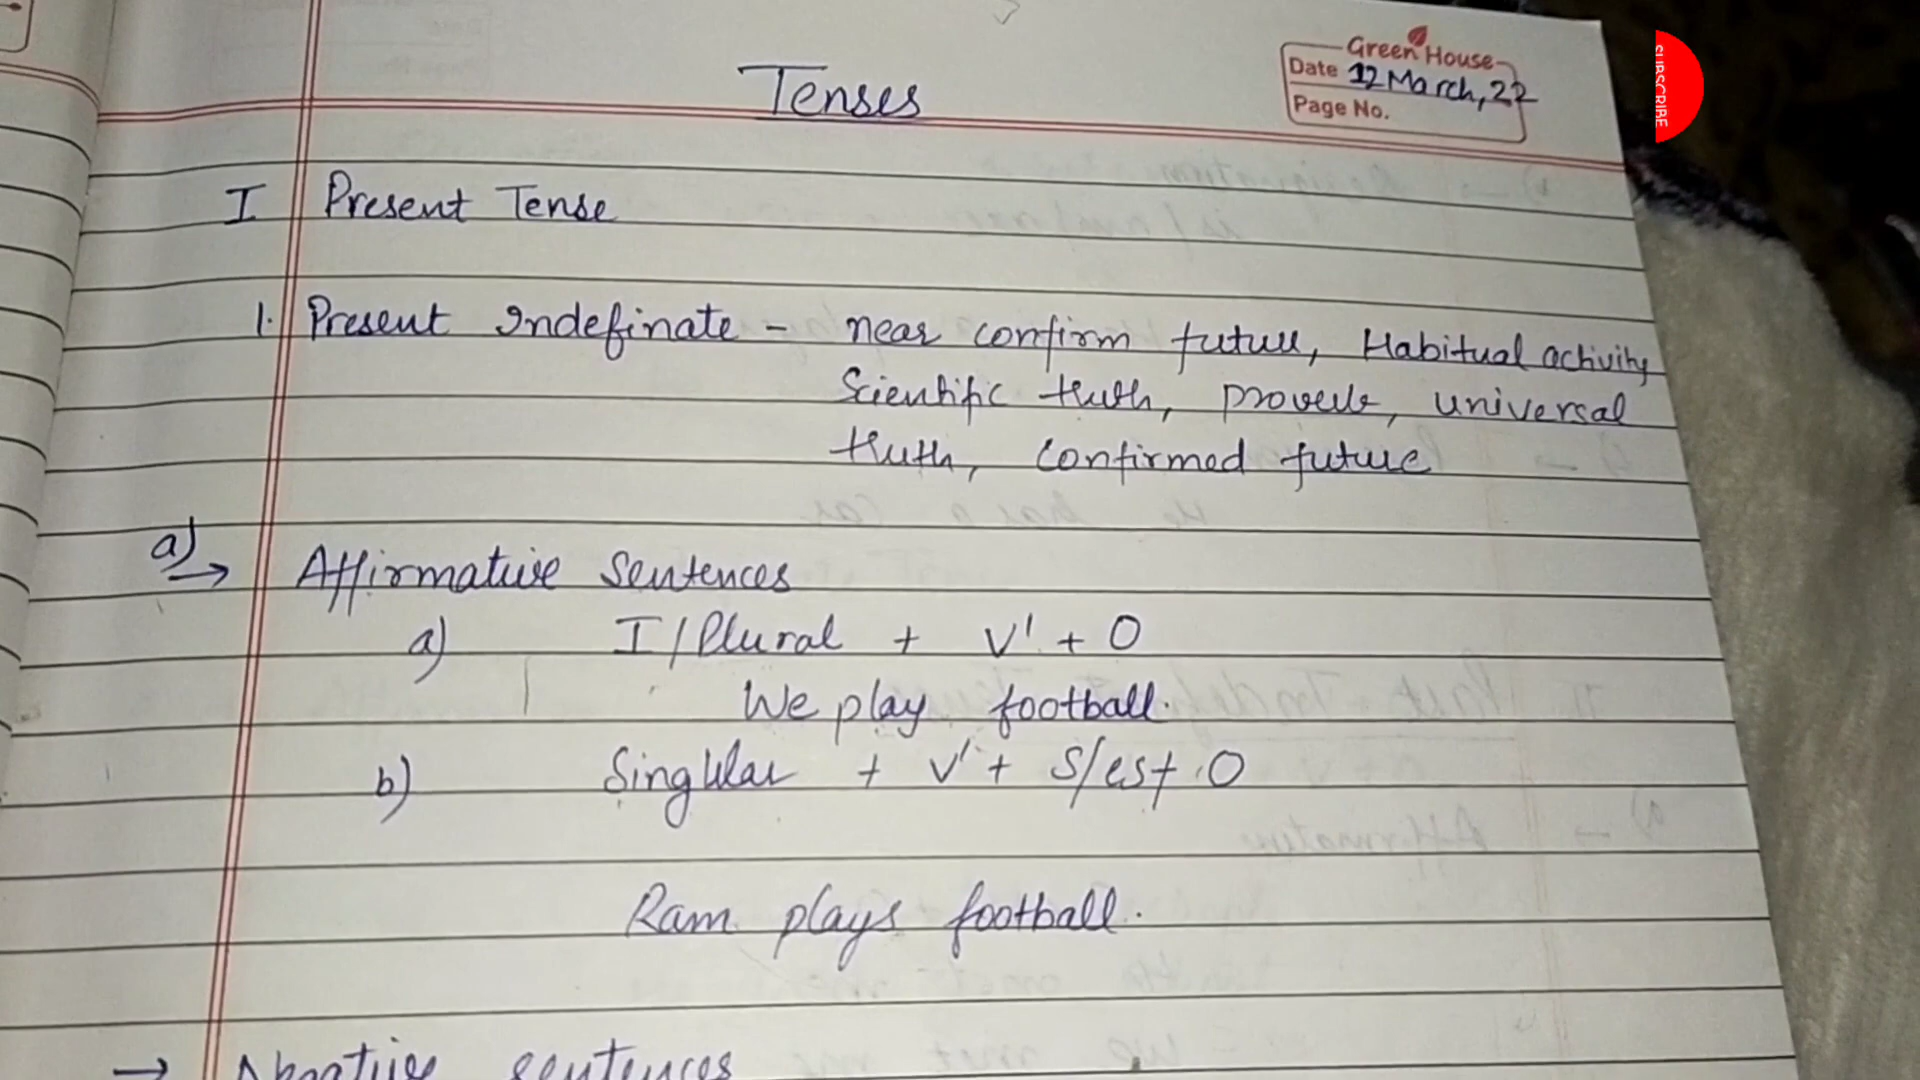 Green House
Date 12 March, 22
Page No.
SUBSCRIBE
Tenses
I Present Tense
1. Present Indefinate - near confirm future, Habitual activity
Scientific truth, proverb, universal
truth, confirmed future
a) → Affirmative Sentences
a) I/Plural + V' + O
We play football.
b) Singular + V' + S/es + O
Ram plays football.
→ Negative sentences